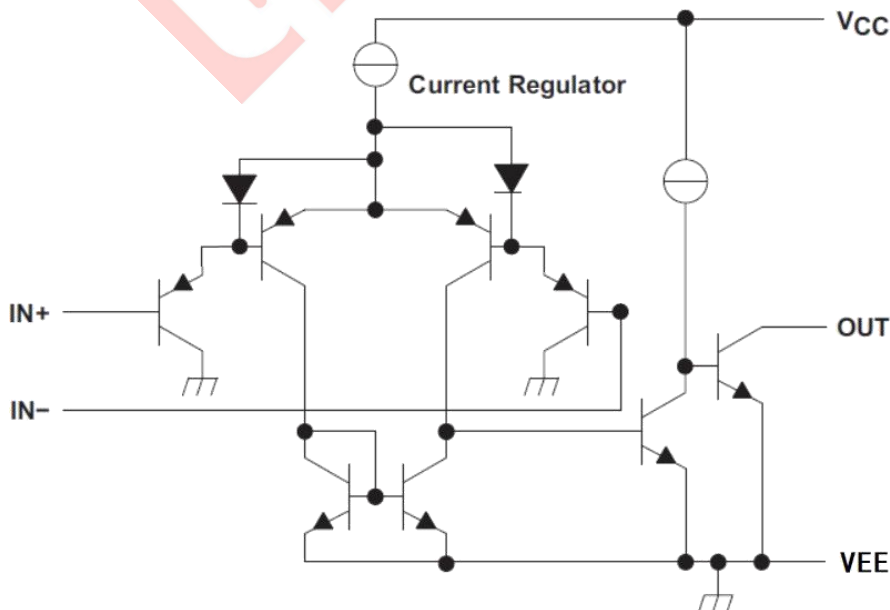 VCC
Current Regulator
IN+
OUT
IN−
VEE